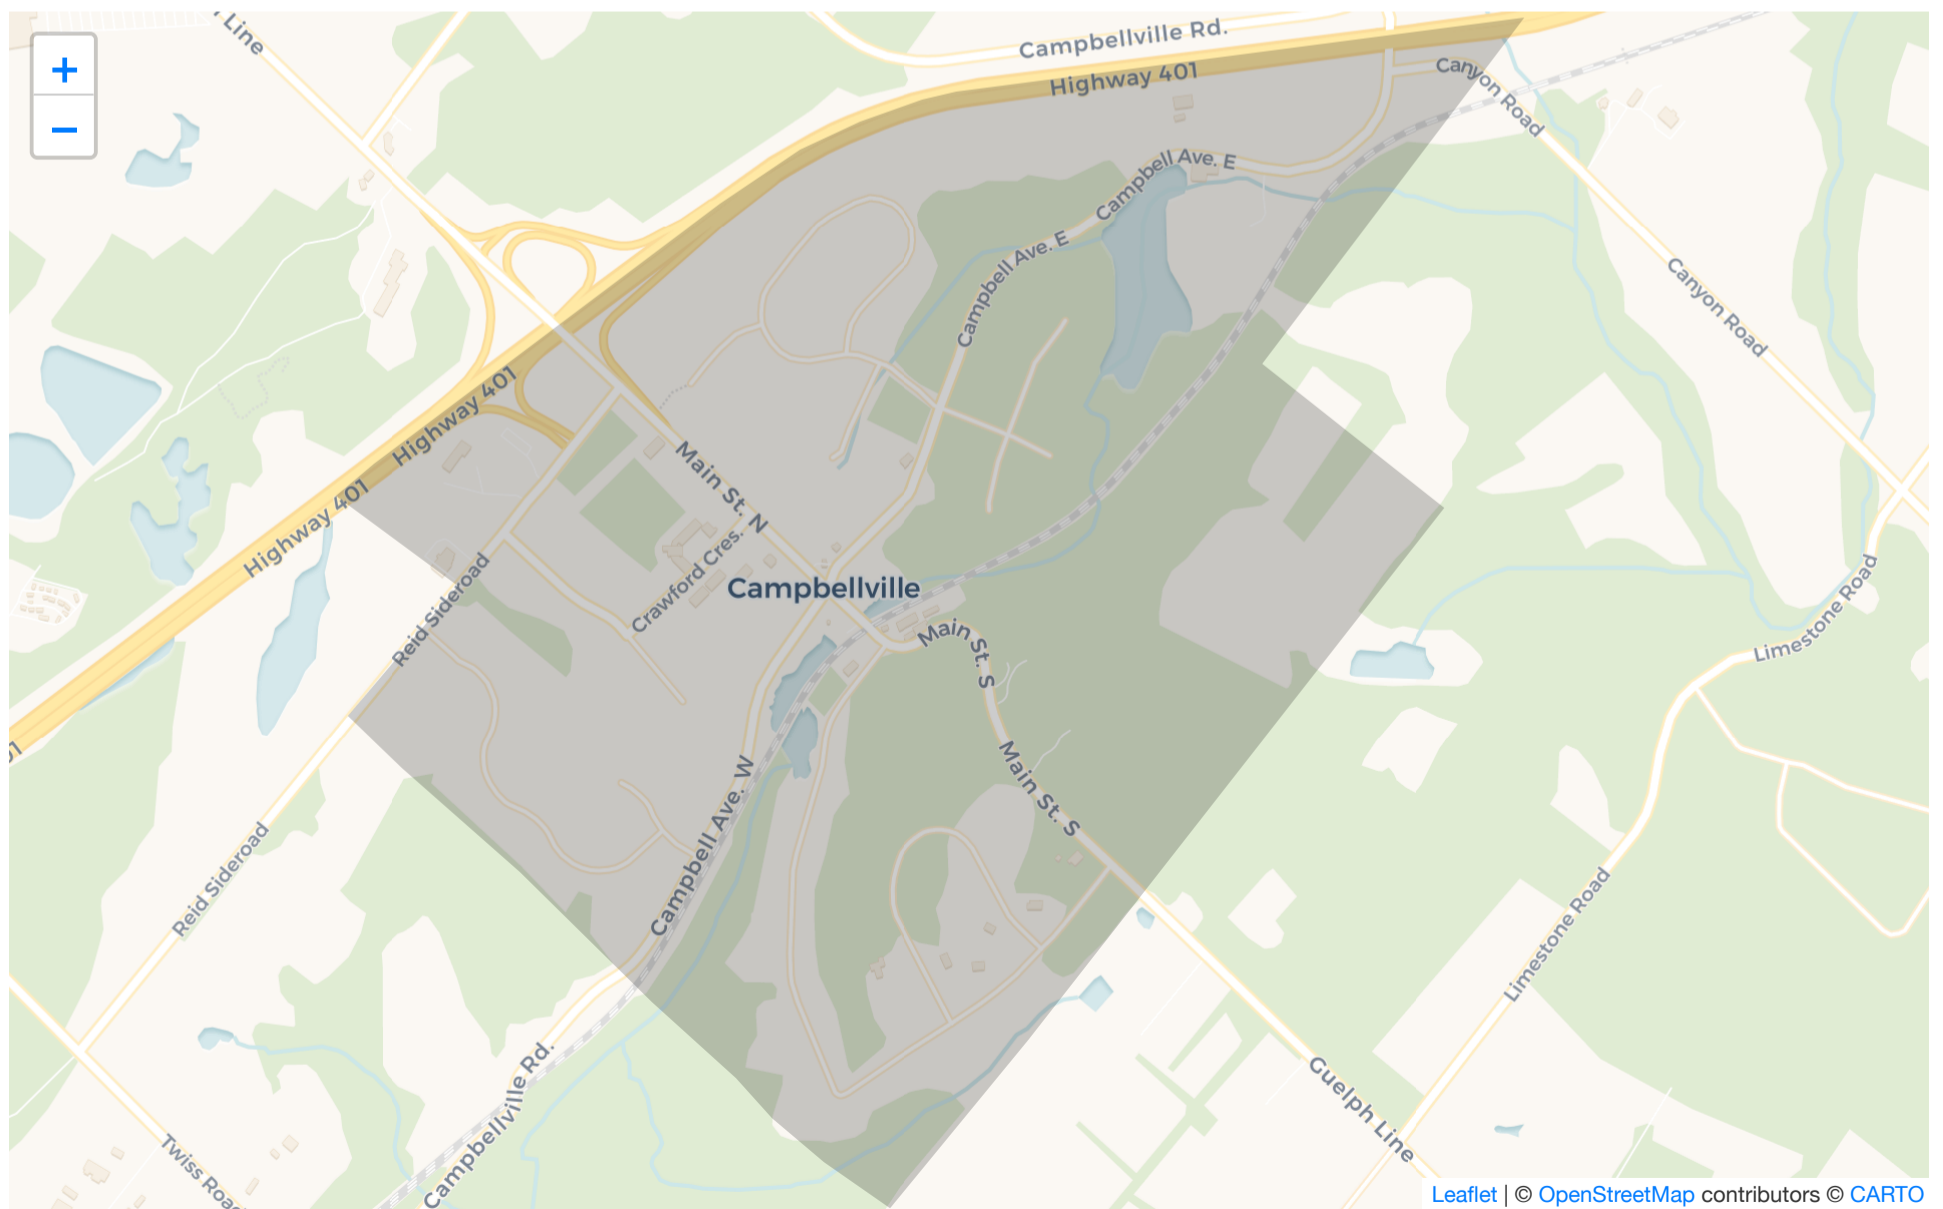 Line
Campbellville Rd.
Highway 401
Canyon Road
Campbell Ave. E
Campbell Ave. E
Canyon Road
Highway 401
Highway 401
Main St. N
Crawford Cres.
Reid Sideroad
Campbellville
Main St. S
Limestone Road
01
Main St. S
Campbell Ave. W
Reid Sideroad
Limestone Road
Campbellville Rd.
Guelph Line
Twiss Road
+
−
Leaflet | © OpenStreetMap contributors © CARTO